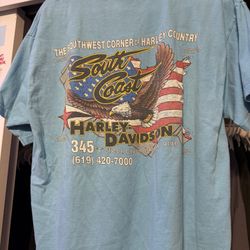 THE SOUTHWEST CORNER OF HARLEY COUNTRY
South
Coast
HARLEY-DAVIDSON
345
(619) 420-7000